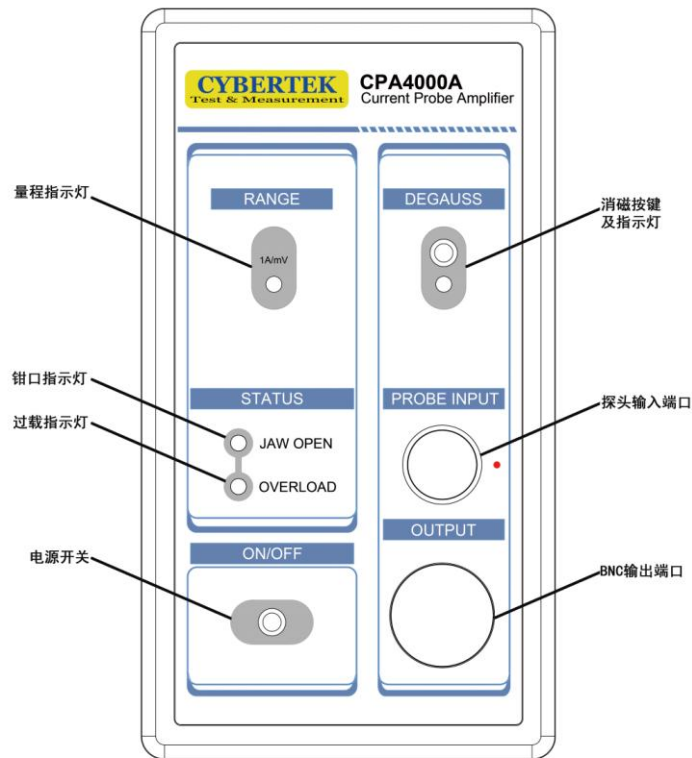 CYBERTEK
Test & Measurement
CPA4000A
Current Probe Amplifier
量程指示灯
RANGE
1A/mV
DEGAUSS
消磁按键
及指示灯
钳口指示灯
过载指示灯
STATUS
JAW OPEN
OVERLOAD
PROBE INPUT
探头输入端口
电源开关
ON/OFF
OUTPUT
BNC输出端口